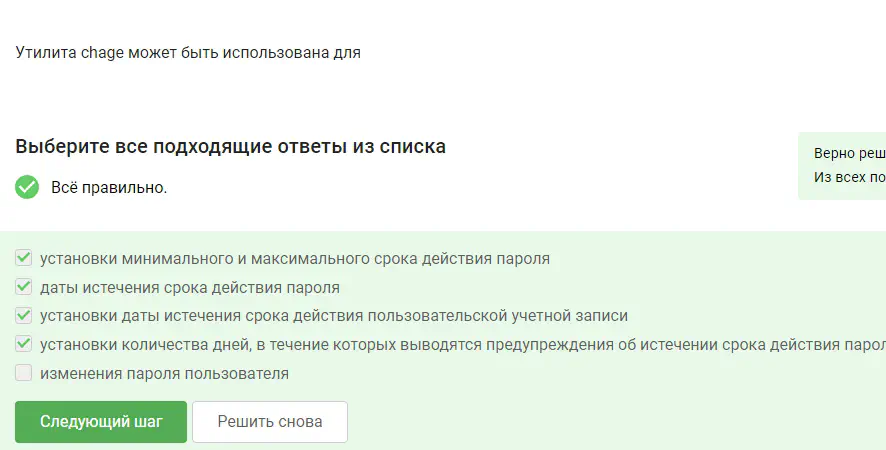 Утилита chage может быть использована для
Выберите все подходящие ответы из списка
Верно реш
Всё правильно.
Из всех по
установки минимального и максимального срока действия пароля
даты истечения срока действия пароля
установки даты истечения срока действия пользовательской учетной записи
установки количества дней, в течение которых выводятся предупреждения об истечении срока действия парол
изменения пароля пользователя
Следующий шаг
Решить снова